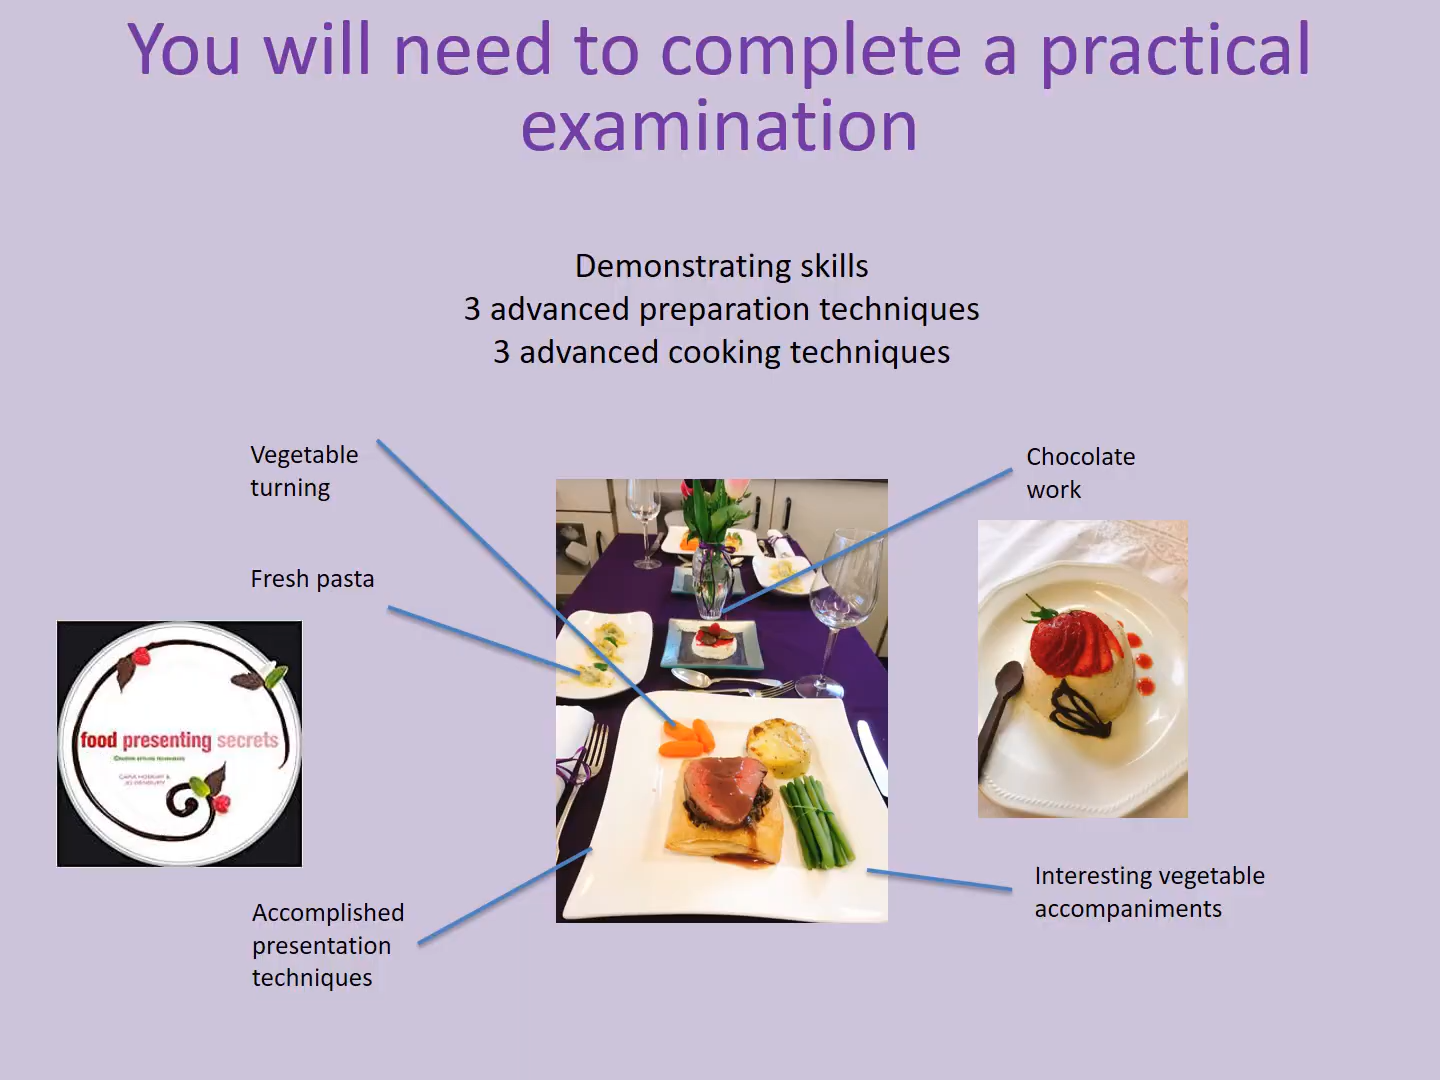 You will need to complete a practical
examination
Demonstrating skills
3 advanced preparation techniques
3 advanced cooking techniques
Vegetable
turning
Chocolate
work
Fresh pasta
food presenting secrets
Interesting vegetable
accompaniments
Accomplished
presentation
techniques